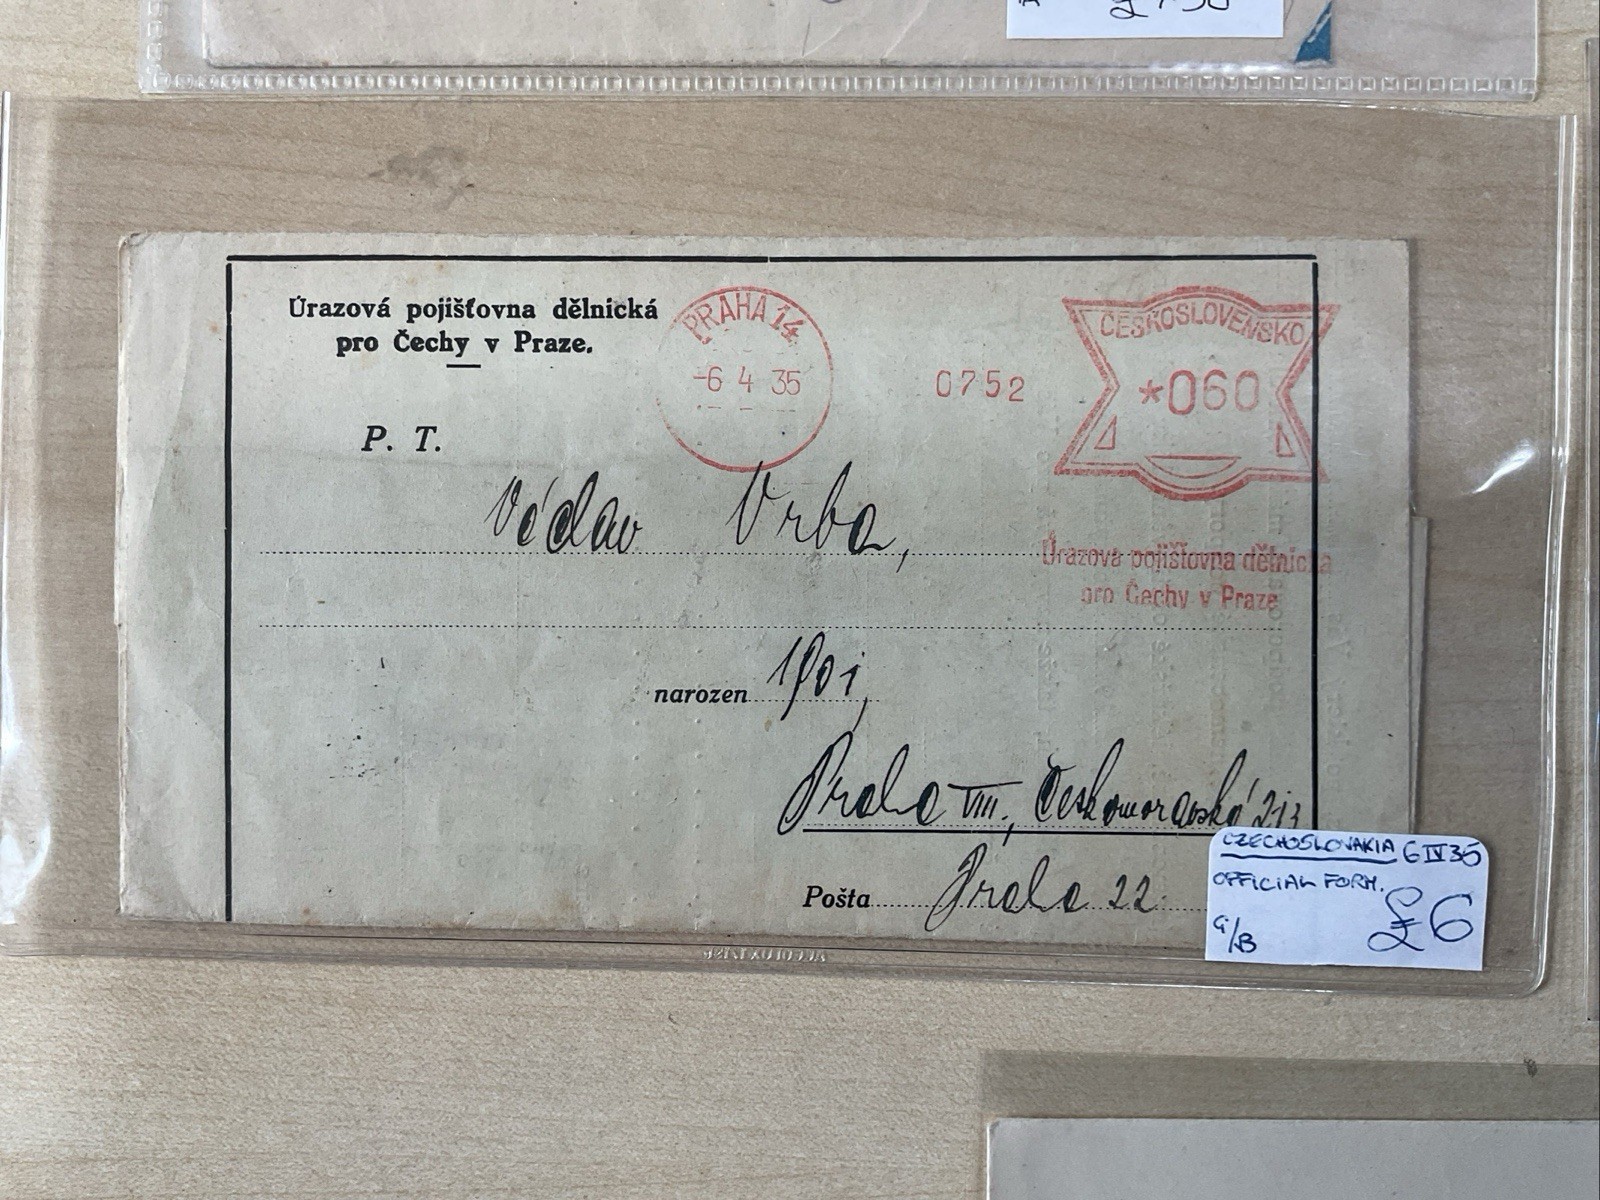 Úrazová pojišťovna dělnická
pro Čechy v Praze.
P. T.
PRAHA 14
-6 4 35
0752
ČESKOSLOVENSKO
*060
Úrazová pojišťovna dělnická
pro Čechy v Praze
Václav Vrba,
narozen 1901,
Praha VIII., Českomoravská 213
Pošta Praha 22
CZECHOSLOVAKIA 6 IV 35
OFFICIAL FORM.
G/B £6